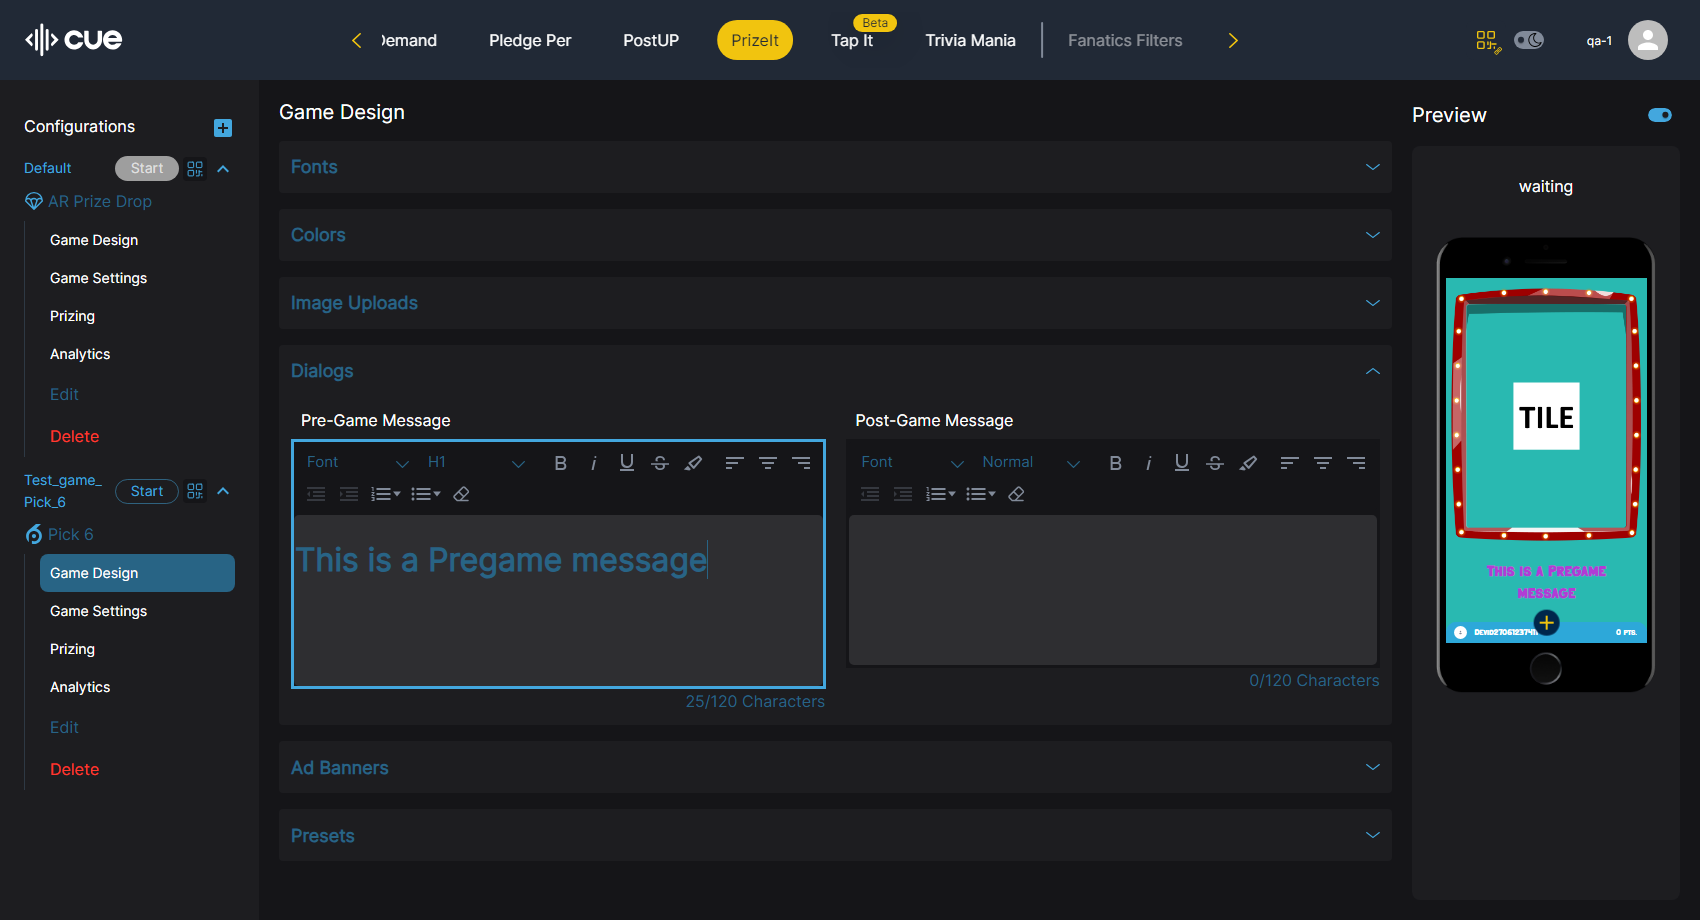 cue
Demand
Pledge Per
PostUP
PrizeIt
Beta
Tap It
Trivia Mania
Fanatics Filters
qa-1
Configurations
Default
Start
AR Prize Drop
Game Design
Game Settings
Prizing
Analytics
Edit
Delete
Test_game_
Pick_6
Start
Pick 6
Game Design
Game Settings
Prizing
Analytics
Edit
Delete
Game Design
Fonts
Colors
Image Uploads
Dialogs
Pre-Game Message
Font
H1
B i U S
This is a Pregame message
25/120 Characters
Post-Game Message
Font
Normal
B i U S
0/120 Characters
Ad Banners
Presets
Preview
waiting
TILE
This is a Pregame
message
0 pts.